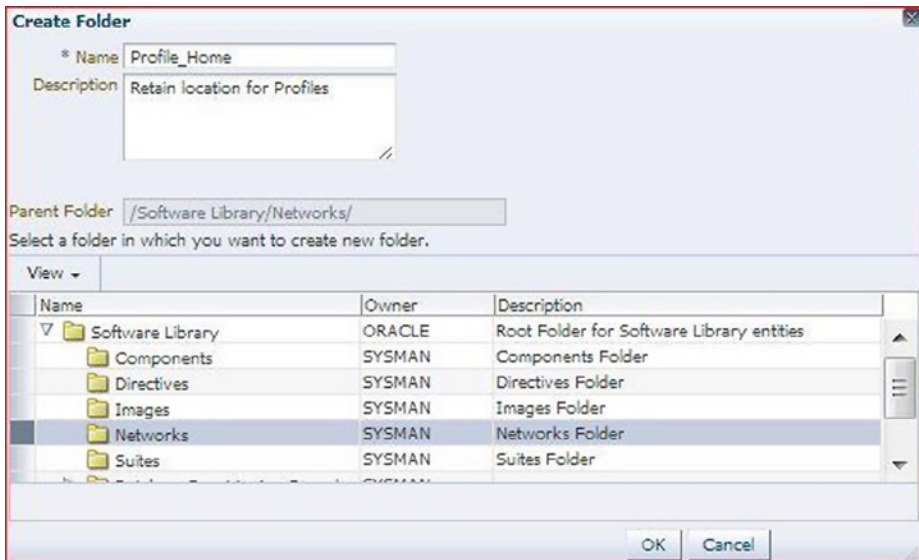 Create Folder
* Name Profile_Home
Description Retain location for Profiles
Parent Folder /Software Library/Networks/
Select a folder in which you want to create new folder.
View
Name Owner Description
Software Library ORACLE Root Folder for Software Library entities
Components SYSMAN Components Folder
Directives SYSMAN Directives Folder
Images SYSMAN Images Folder
Networks SYSMAN Networks Folder
Suites SYSMAN Suites Folder
OK Cancel